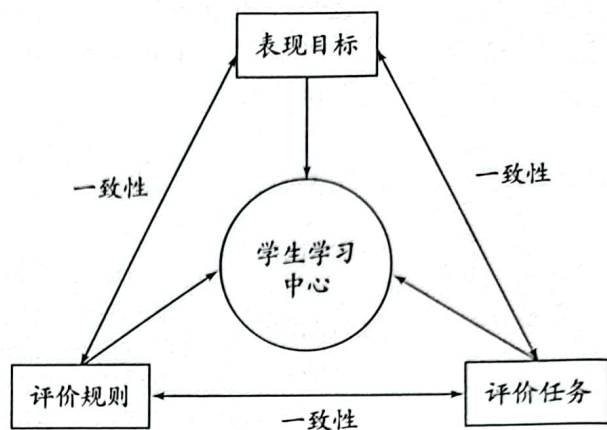 表现目标
一致性
一致性
学生学习
中心
评价规则
评价任务
一致性